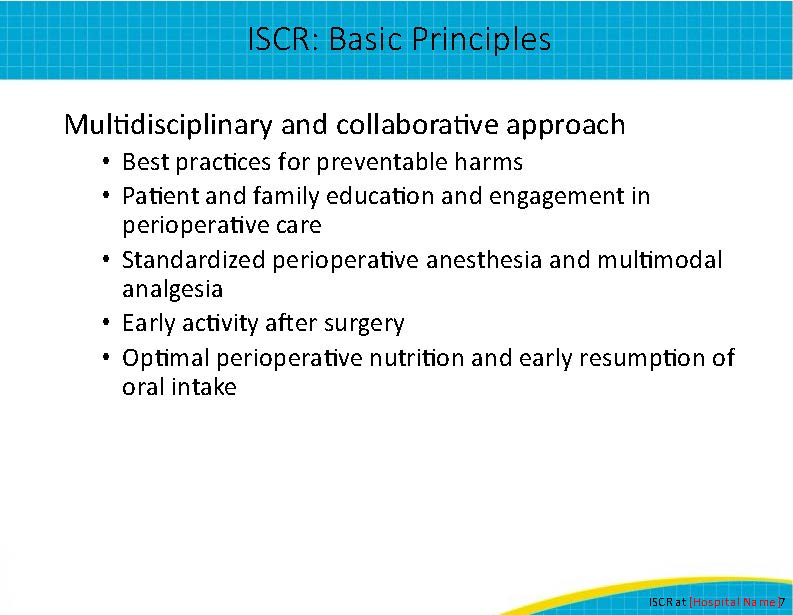 ISCR: Basic Principles
Multidisciplinary and collaborative approach
• Best practices for preventable harms
• Patient and family education and engagement in
perioperative care
• Standardized perioperative anesthesia and multimodal
analgesia
• Early activity after surgery
• Optimal perioperative nutrition and early resumption of
oral intake
ISCR at [Hospital Name]7